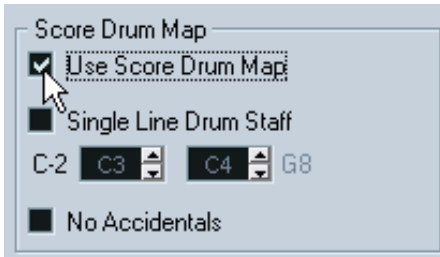 Score Drum Map
Use Score Drum Map
Single Line Drum Staff
C-2 C3 C4 G8
No Accidentals